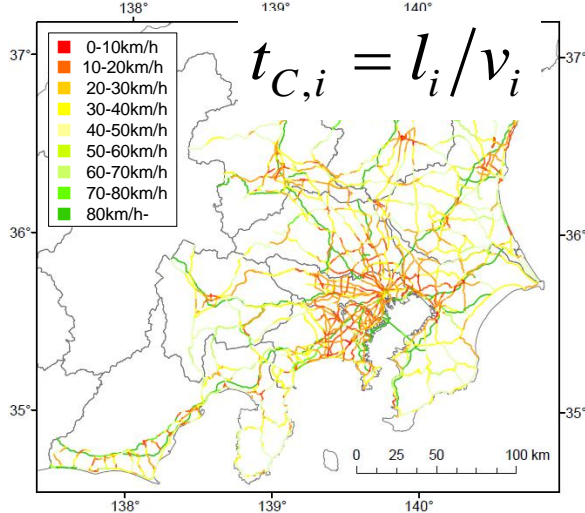 138° 139° 140°
37°
t_{C,i} = l_i/v_i
0-10km/h
10-20km/h
20-30km/h
30-40km/h
40-50km/h
50-60km/h
60-70km/h
70-80km/h
80km/h-
36° 36°
35° 35°
0 25 50 100 km
138° 139° 140°